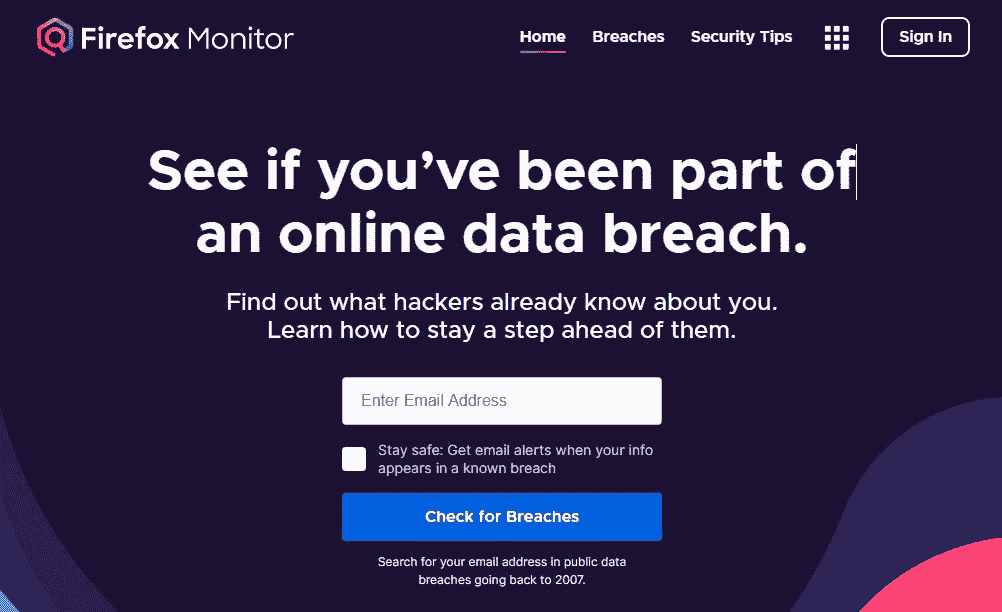 Firefox Monitor
Home Breaches Security Tips Sign In
See if you’ve been part of
an online data breach.
Find out what hackers already know about you.
Learn how to stay a step ahead of them.
Enter Email Address
Stay safe: Get email alerts when your info
appears in a known breach
Check for Breaches
Search for your email address in public data
breaches going back to 2007.